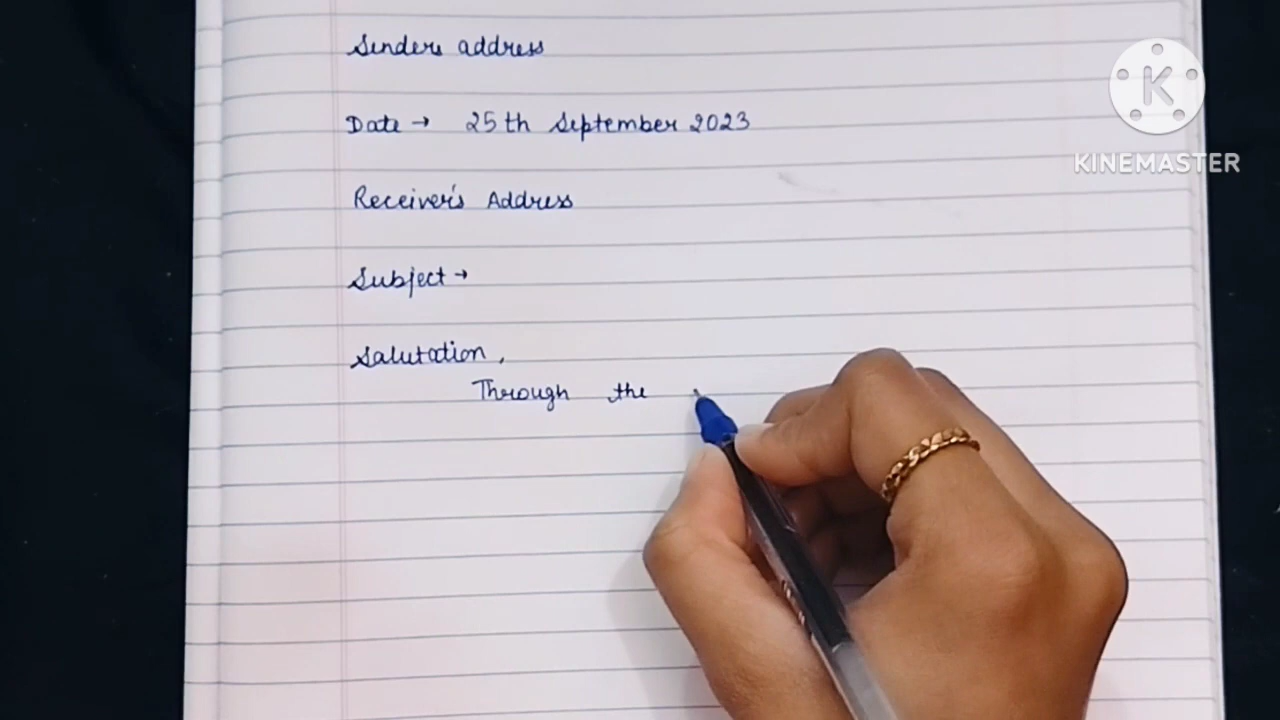 Senders address
Date → 25th September 2023
Receiver's Address
Subject →
Salutation,
Through the
K
KINEMASTER